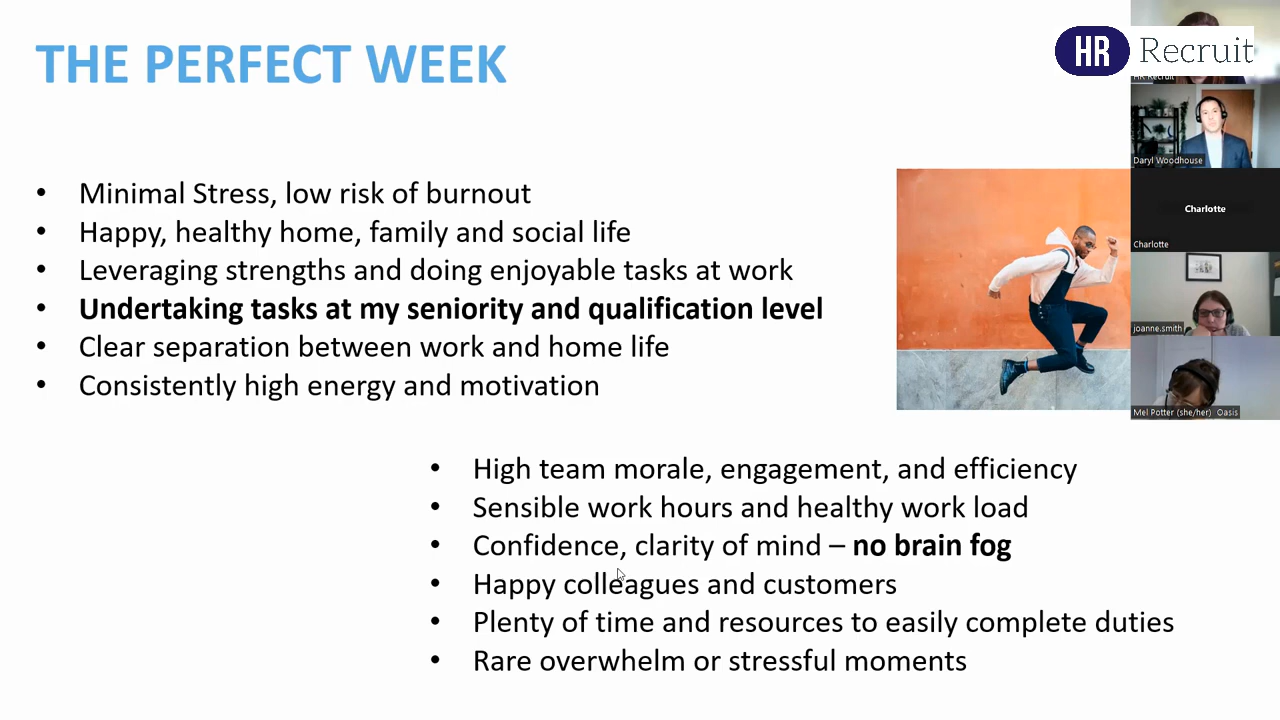 THE PERFECT WEEK
HR Recruit
HR Recruit
Daryl Woodhouse
Charlotte
Charlotte
joanne.smith
Mel Potter (she/her) Oasis
• Minimal Stress, low risk of burnout
• Happy, healthy home, family and social life
• Leveraging strengths and doing enjoyable tasks at work
• Undertaking tasks at my seniority and qualification level
• Clear separation between work and home life
• Consistently high energy and motivation
• High team morale, engagement, and efficiency
• Sensible work hours and healthy work load
• Confidence, clarity of mind – no brain fog
• Happy colleagues and customers
• Plenty of time and resources to easily complete duties
• Rare overwhelm or stressful moments